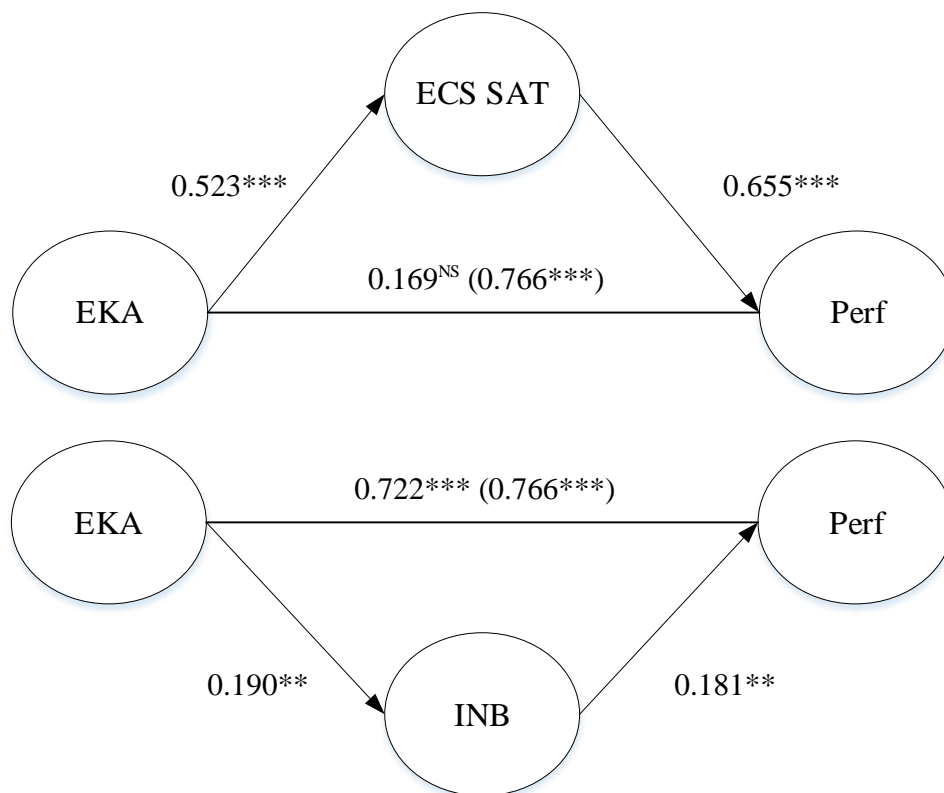 ECS SAT
0.523***
0.655***
0.169NS (0.766***)
EKA
Perf
EKA
0.722*** (0.766***)
Perf
0.190**
INB
0.181**